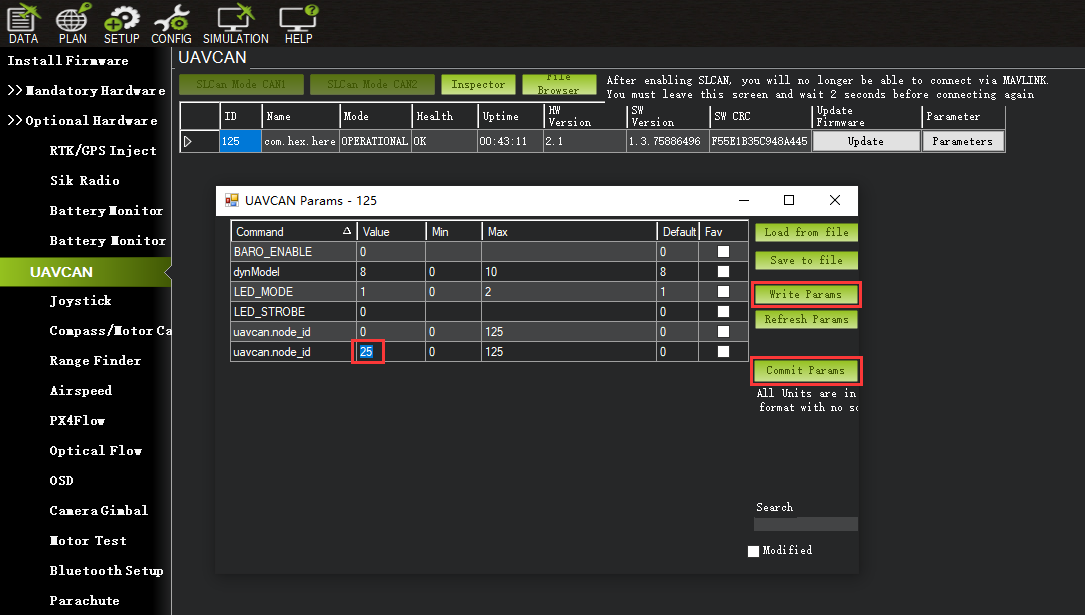 DATA PLAN SETUP CONFIG SIMULATION HELP
Install Firmware
>> Mandatory Hardware
>> Optional Hardware
RTK/GPS Inject
Sik Radio
Battery Monitor
Battery Monitor
UAVCAN
Joystick
Compass/Motor Ca
Range Finder
Airspeed
PX4Flow
Optical Flow
OSD
Camera Gimbal
Motor Test
Bluetooth Setup
Parachute
UAVCAN
SLCan Mode CAN1 SLCan Mode CAN2 Inspector File Browser
After enabling SLCAN, you will no longer be able to connect via MAVLINK.
You must leave this screen and wait 2 seconds before connecting again
ID Name Mode Health Uptime HW Version SW Version SW CRC Update Firmware Parameter
125 com.hex.here OPERATIONAL OK 00:43:11 2.1 1.3.75886496 F55E1B35C948A445 Update Parameters
UAVCAN Params - 125
Command Value Min Max Default Fav
BARO_ENABLE 0 0
dynModel 8 0 10 8
LED_MODE 1 0 2 1
LED_STROBE 0 0
uavcan.node_id 0 0 125 0
uavcan.node_id 25 0 125 0
Load from file
Save to file
Write Params
Refresh Params
Commit Params
All Units are in
format with no sc
Search
Modified